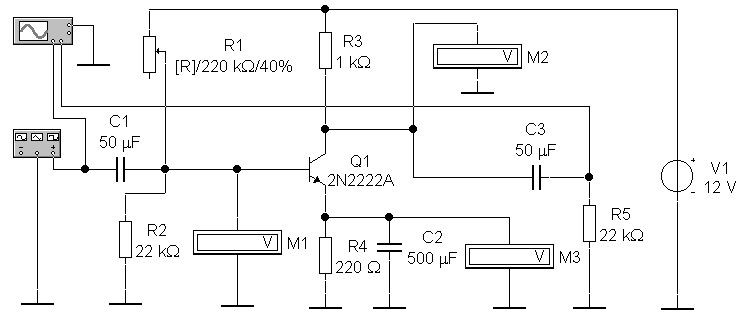 R1
[R]/220 kΩ/40%
R3
1 kΩ
V
M2
C1
50 μF
C3
50 μF
Q1
2N2222A
V1
12 V
R2
22 kΩ
V
M1
R4
220 Ω
C2
500 μF
V
M3
R5
22 kΩ